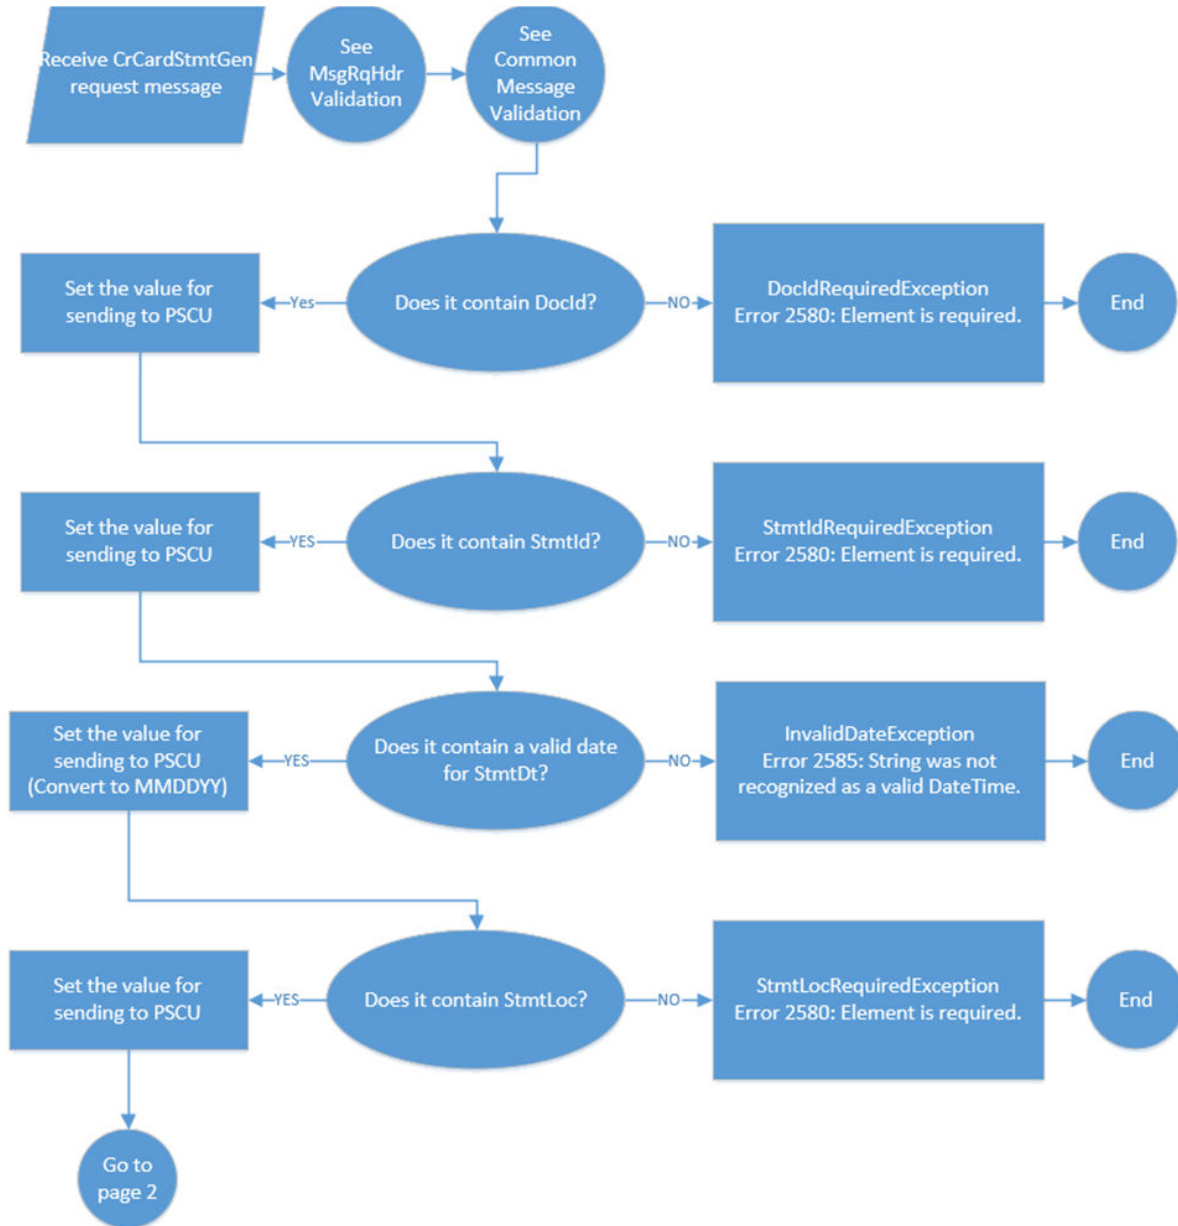 Receive CrCardStmtGen
request message
See
MsgRqHdr
Validation
See
Common
Message
Validation
Set the value for
sending to PSCU
Yes
Does it contain DocId?
NO
DocIdRequiredException
Error 2580: Element is required.
End
Set the value for
sending to PSCU
YES
Does it contain StmtId?
NO
StmtIdRequiredException
Error 2580: Element is required.
End
Set the value for
sending to PSCU
(Convert to MMDDYY)
YES
Does it contain a valid date
for StmtDt?
NO
InvalidDateException
Error 2585: String was not
recognized as a valid DateTime.
End
Set the value for
sending to PSCU
YES
Does it contain StmtLoc?
NO
StmtLocRequiredException
Error 2580: Element is required.
End
Go to
page 2